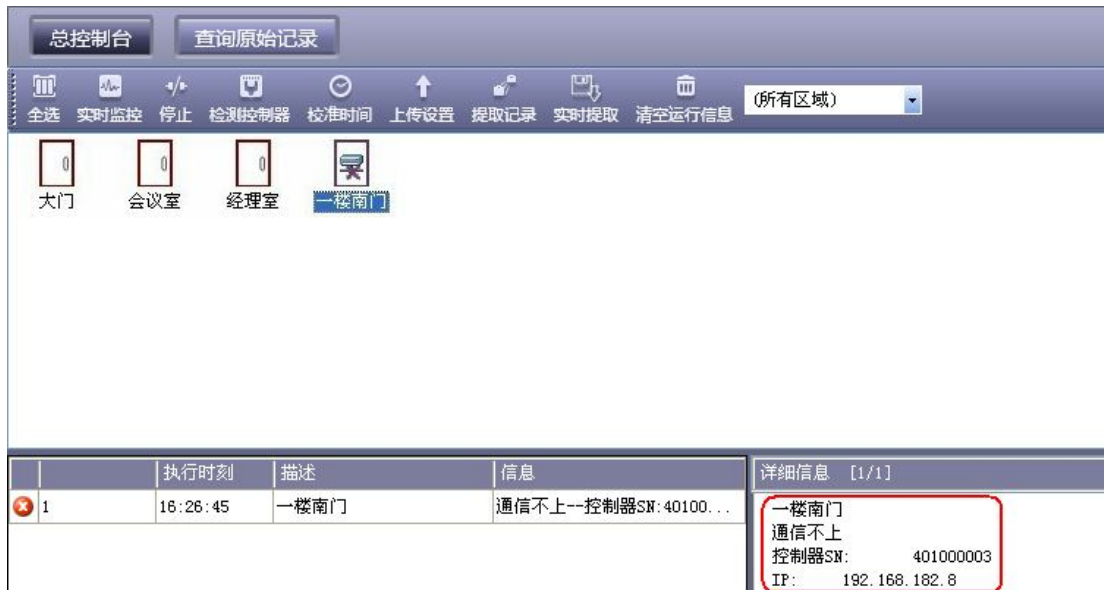 总控制台 查询原始记录
全选 实时监控 停止 检测控制器 校准时间 上传设置 提取记录 实时提取 清空运行信息 (所有区域)
大门 会议室 经理室 一楼南门
执行时刻 描述 信息 详细信息 [1/1]
1 16:26:45 一楼南门 通信不上--控制器SN:40100...
一楼南门
通信不上
控制器SN: 401000003
IP: 192.168.182.8